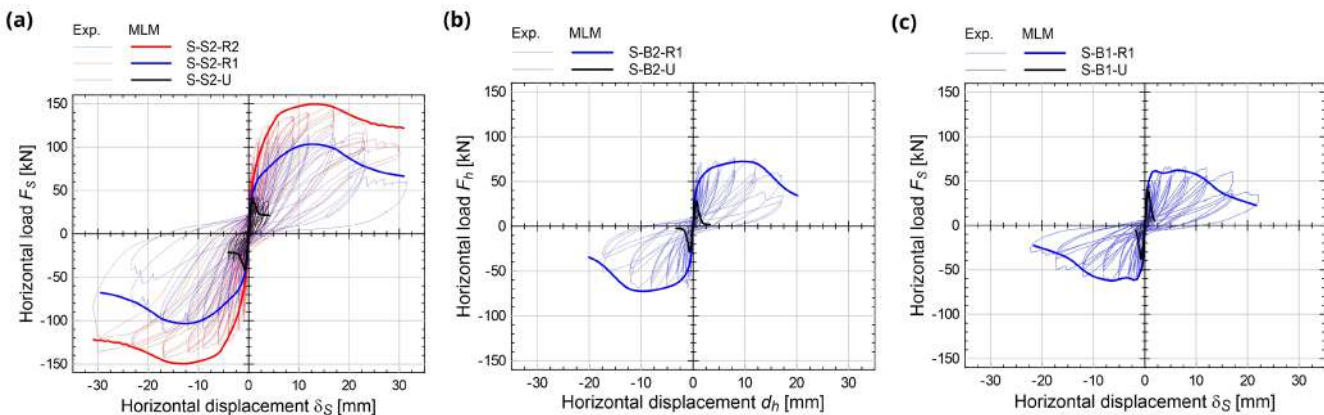 (a)
Exp. MLM
S-S2-R2
S-S2-R1
S-S2-U
Horizontal load F_S [kN]
150
100
50
0
-50
-100
-150
-30 -20 -10 0 10 20 30
Horizontal displacement δ_S [mm]
(b)
Exp. MLM
S-B2-R1
S-B2-U
Horizontal load F_h [kN]
150
100
50
0
-50
-100
-150
-30 -20 -10 0 10 20 30
Horizontal displacement d_h [mm]
(c)
Exp. MLM
S-B1-R1
S-B1-U
Horizontal load F_S [kN]
150
100
50
0
-50
-100
-150
-30 -20 -10 0 10 20 30
Horizontal displacement δ_S [mm]